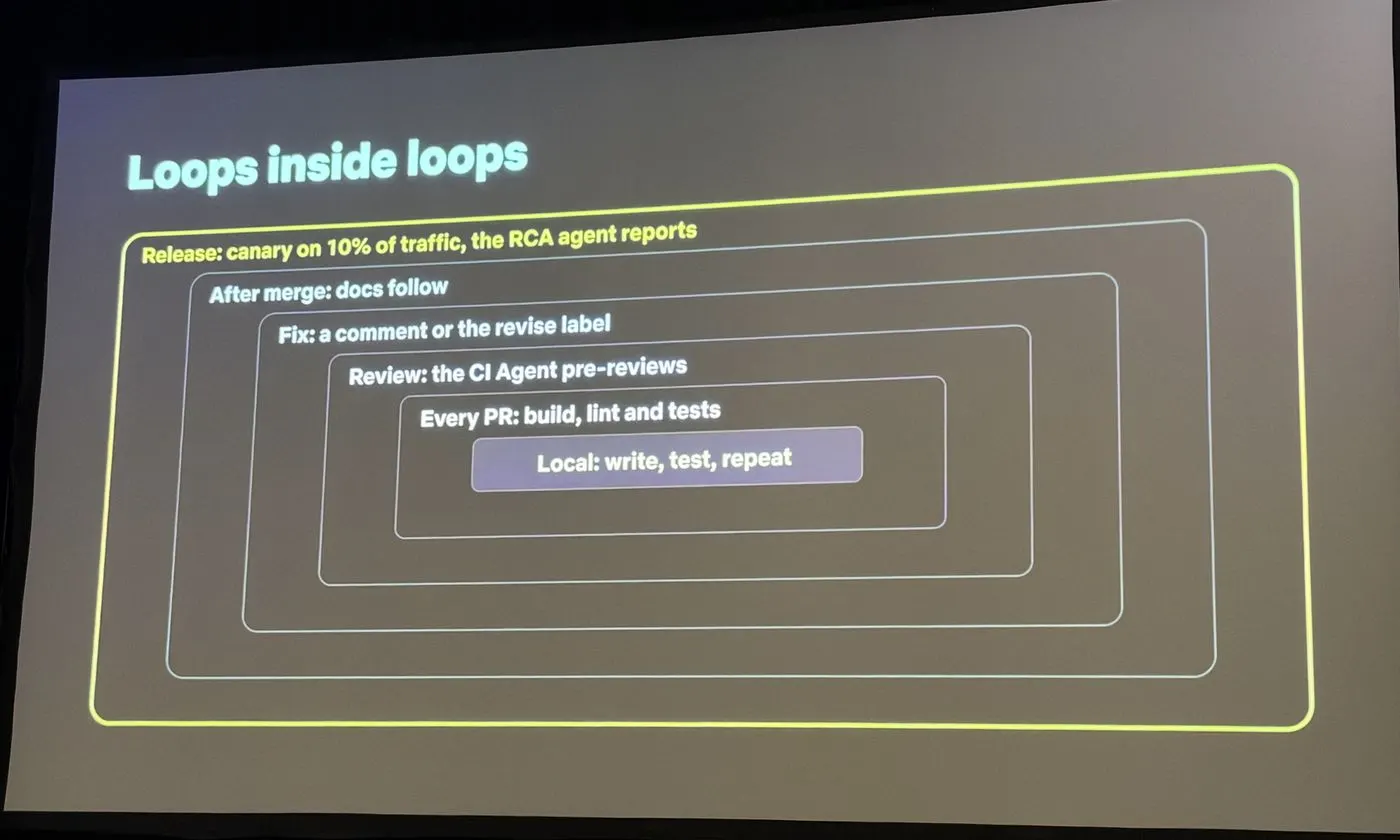 Loops inside loops
Release: canary on 10% of traffic, the RCA agent reports
After merge: docs follow
Fix: a comment or the revise label
Review: the CI Agent pre-reviews
Every PR: build, lint and tests
Local: write, test, repeat